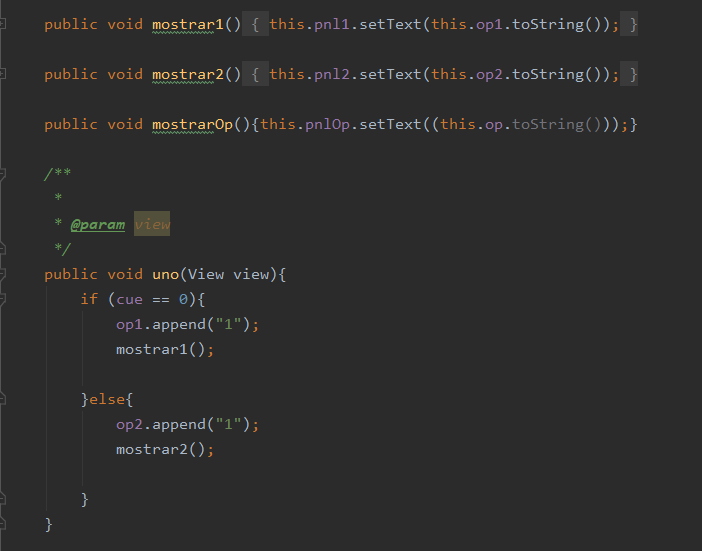 public void mostrar1() { this.pnl1.setText(this.op1.toString()); }
public void mostrar2() { this.pnl2.setText(this.op2.toString()); }
public void mostrarOp(){this.pnlOp.setText((this.op.toString()));}
/**
*
* @param view
*/
public void uno(View view){
if (cue == 0){
op1.append("1");
mostrar1();
}else{
op2.append("1");
mostrar2();
}
}